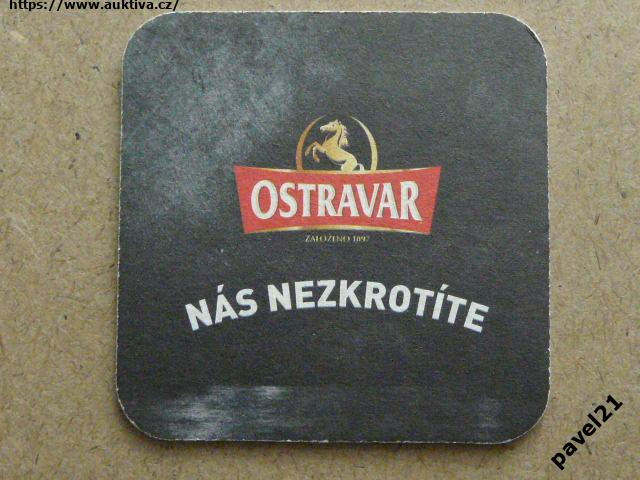 https://www.auktiva.cz/
OSTRAVAR
ZALOŽENO 1897
NÁS NEZKROTÍTE
pavel21